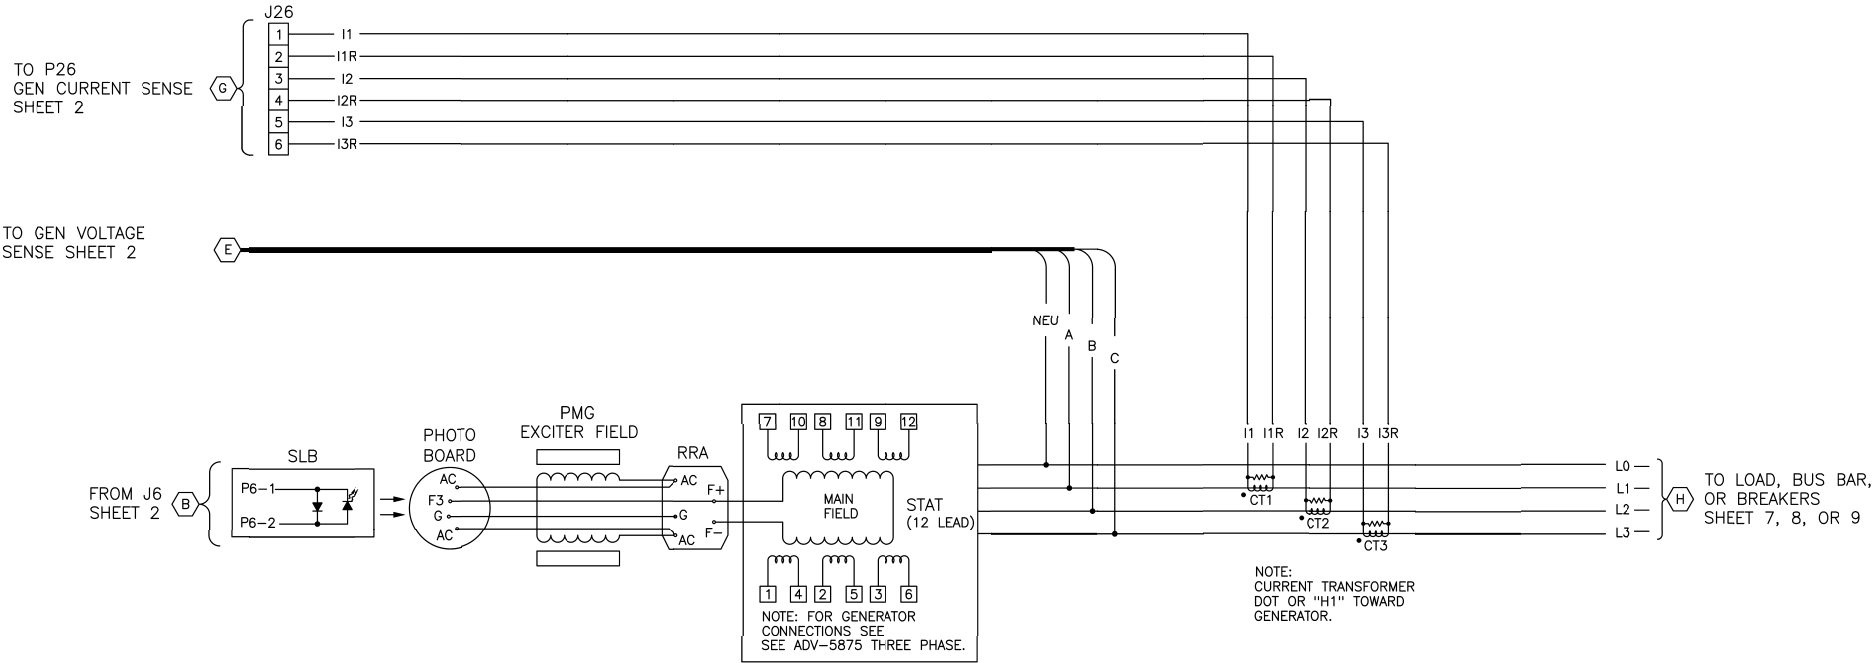 J26
1 I1
2 I1R
3 I2
4 I2R
5 I3
6 I3R
TO P26
GEN CURRENT SENSE
SHEET 2
G
TO GEN VOLTAGE
SENSE SHEET 2
E
NEU
A
B
C
I1 I1R I2 I2R I3 I3R
FROM J6
SHEET 2
B
SLB
P6-1
P6-2
PHOTO
BOARD
AC
F3
G
AC
PMG
EXCITER FIELD
RRA
AC
F+
G
F-
AC
7 10 8 11 9 12
MAIN
FIELD
STAT
(12 LEAD)
1 4 2 5 3 6
NOTE: FOR GENERATOR
CONNECTIONS SEE
SEE ADV-5875 THREE PHASE.
CT1
CT2
CT3
NOTE:
CURRENT TRANSFORMER
DOT OR "H1" TOWARD
GENERATOR.
L0
L1
L2
L3
H
TO LOAD, BUS BAR,
OR BREAKERS
SHEET 7, 8, OR 9